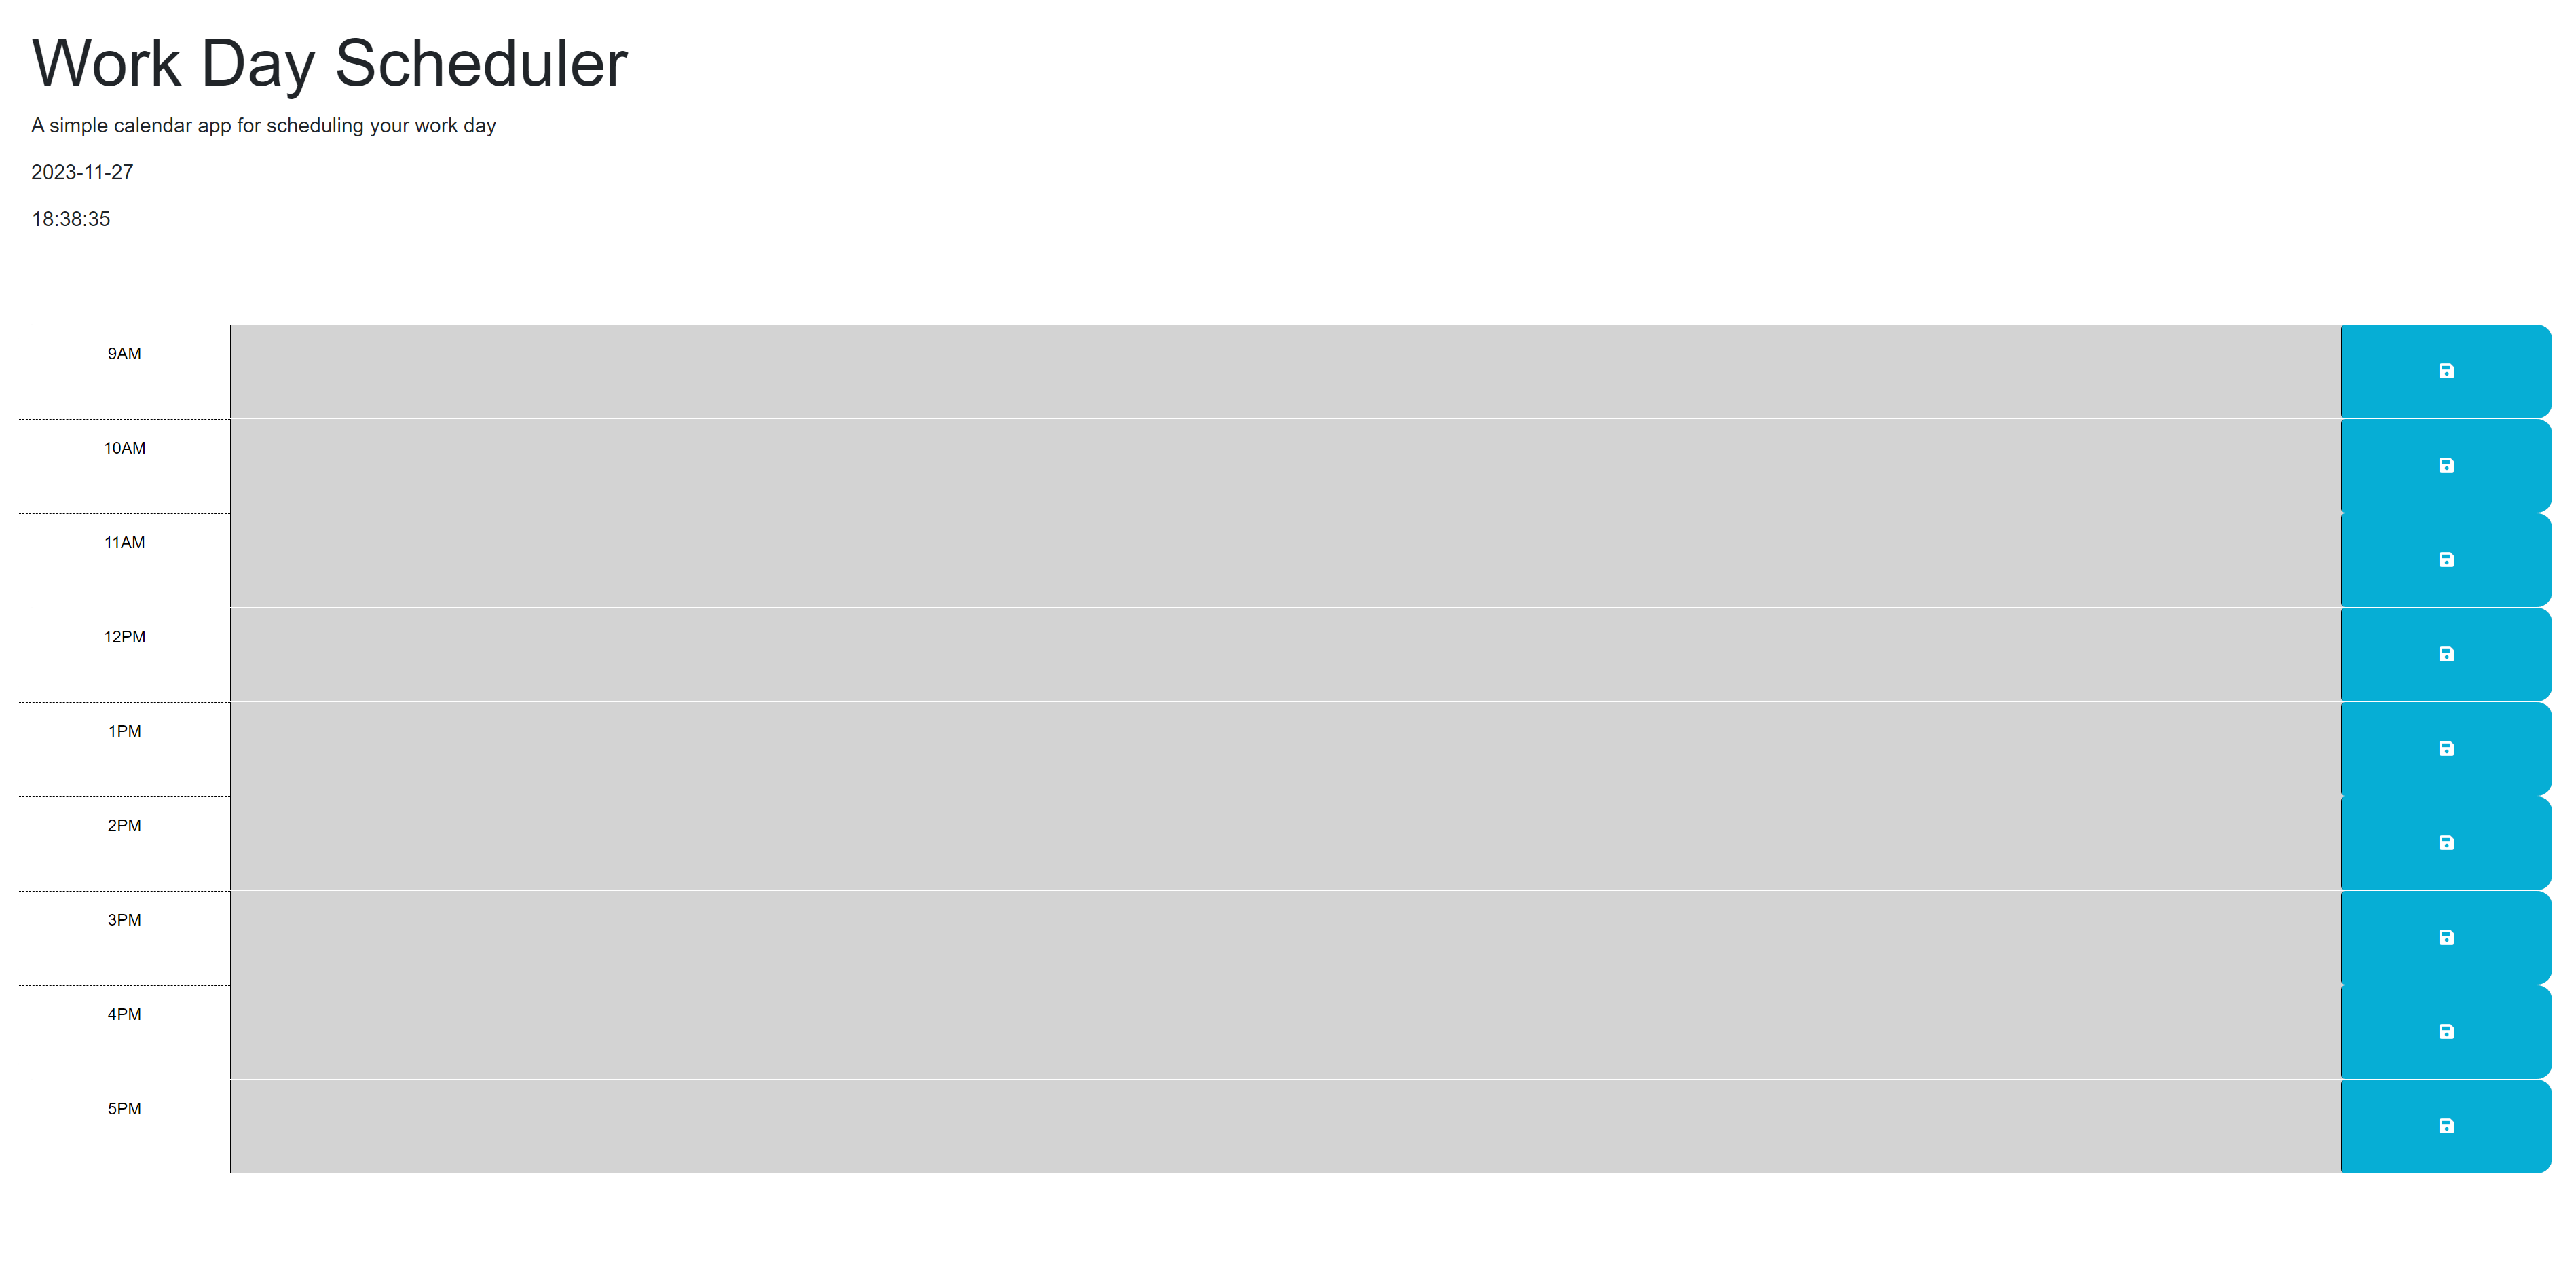 Work Day Scheduler
A simple calendar app for scheduling your work day
2023-11-27
18:38:35
9AM
10AM
11AM
12PM
1PM
2PM
3PM
4PM
5PM